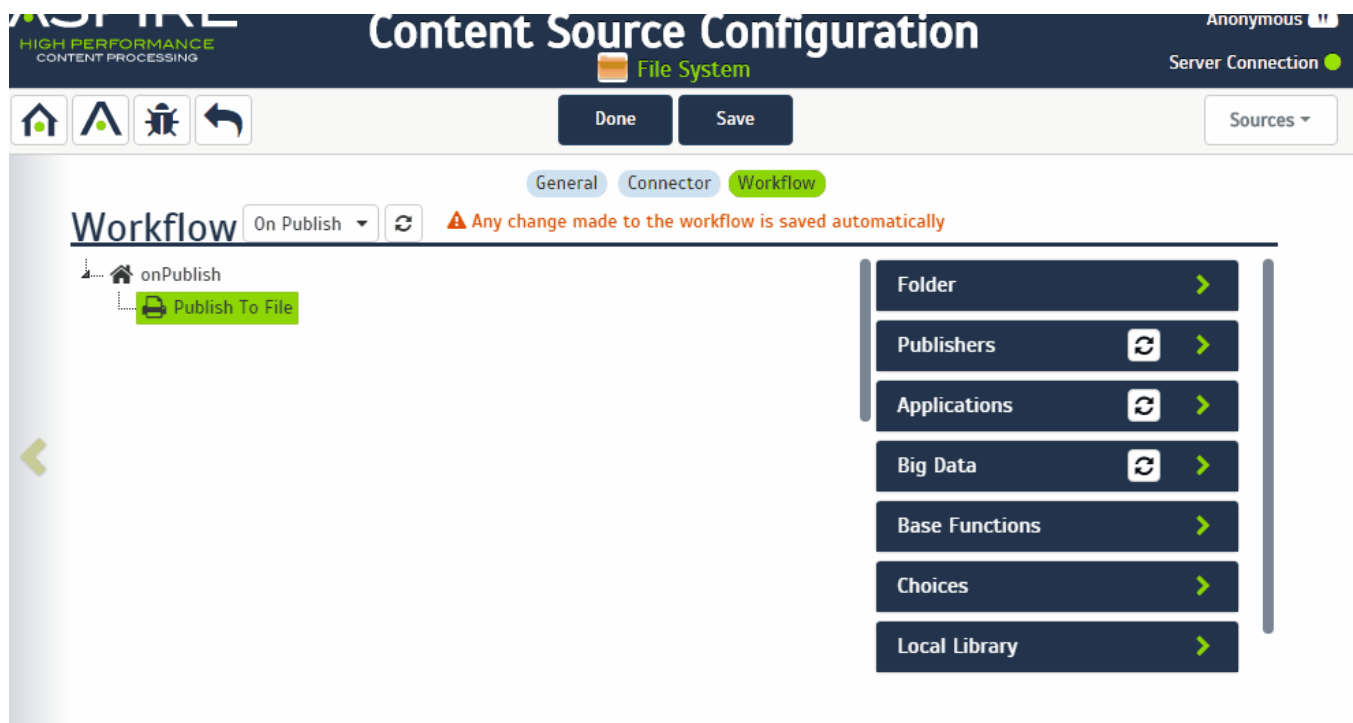 ASPIRE
HIGH PERFORMANCE
CONTENT PROCESSING
Content Source Configuration
File System
Anonymous
Server Connection
Done
Save
Sources
General
Connector
Workflow
Workflow
On Publish
Any change made to the workflow is saved automatically
onPublish
Publish To File
Folder
Publishers
Applications
Big Data
Base Functions
Choices
Local Library